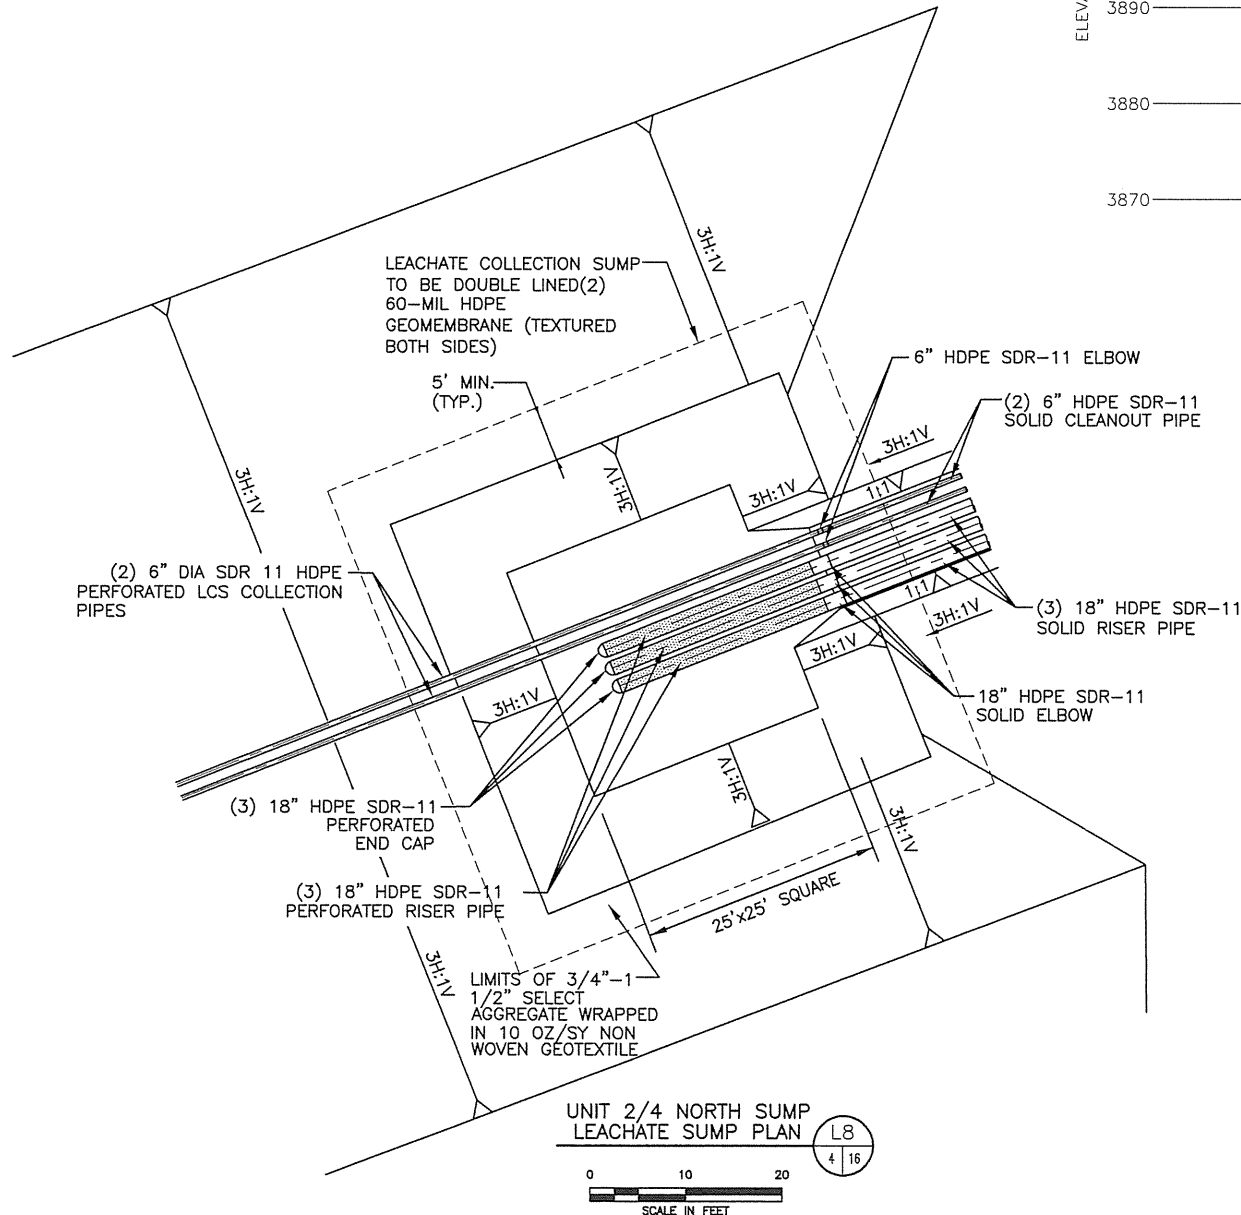 ELEVA
3890
3880
3870
3H:1V
LEACHATE COLLECTION SUMP
TO BE DOUBLE LINED(2)
60-MIL HDPE
GEOMEMBRANE (TEXTURED
BOTH SIDES)
6" HDPE SDR-11 ELBOW
5' MIN.
(TYP.)
(2) 6" HDPE SDR-11
SOLID CLEANOUT PIPE
3H:1V
3H:1V
3H:1V
3H:1V
1:1
(2) 6" DIA SDR 11 HDPE
PERFORATED LCS COLLECTION
PIPES
1:1
3H:1V
(3) 18" HDPE SDR-11
SOLID RISER PIPE
3H:1V
3H:1V
18" HDPE SDR-11
SOLID ELBOW
3H:1V
(3) 18" HDPE SDR-11
PERFORATED
END CAP
3H:1V
(3) 18" HDPE SDR-11
PERFORATED RISER PIPE
25'x25' SQUARE
3H:1V
LIMITS OF 3/4"-1
1/2" SELECT
AGGREGATE WRAPPED
IN 10 OZ/SY NON
WOVEN GEOTEXTILE
UNIT 2/4 NORTH SUMP
LEACHATE SUMP PLAN
L8
4 16
0 10 20
SCALE IN FEET